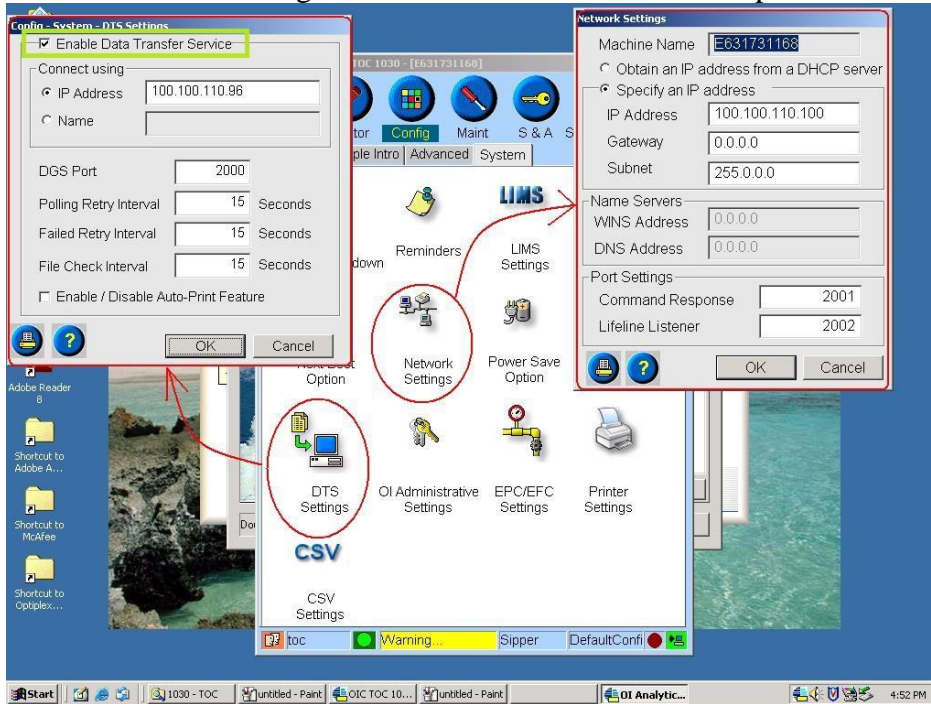 Config - System - DTS Settings
Enable Data Transfer Service
Connect using
IP Address 100.100.110.96
Name
DGS Port 2000
Polling Retry Interval 15 Seconds
Failed Retry Interval 15 Seconds
File Check Interval 15 Seconds
Enable / Disable Auto-Print Feature
OK Cancel
TOC 1030 - [E631731168]
Config Maint S & A
Advanced System
Reminders
LIMS
LIMS
Settings
Option
Network
Settings
Power Save
Option
DTS
Settings
OI Administrative
Settings
EPC/EFC
Settings
Printer
Settings
CSV
CSV
Settings
toc Warning... Sipper DefaultConfi
Network Settings
Machine Name E631731168
Obtain an IP address from a DHCP server
Specify an IP address
IP Address 100.100.110.100
Gateway 0.0.0.0
Subnet 255.0.0.0
Name Servers
WINS Address 0.0.0.0
DNS Address 0.0.0.0
Port Settings
Command Response 2001
Lifeline Listener 2002
OK Cancel
Adobe Reader
8
Shortcut to
Adobe A...
Shortcut to
McAfee
Shortcut to
Optiplex...
Start 1030 - TOC untitled - Paint OIC TOC 10... untitled - Paint OI Analytic... 4:52 PM